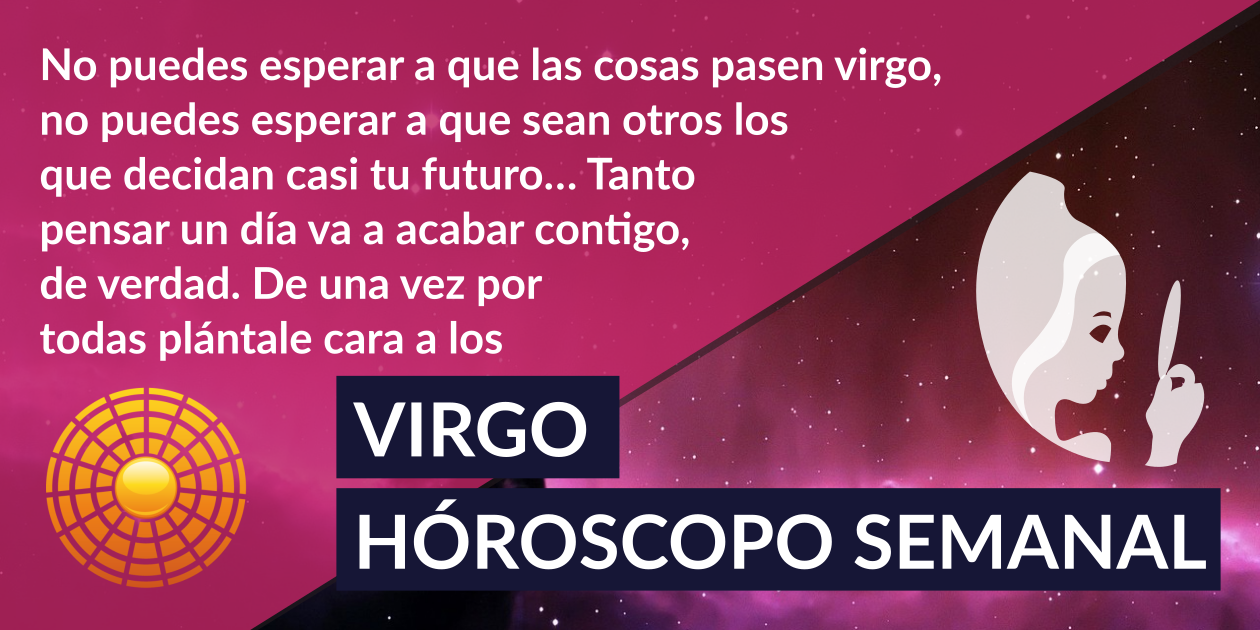 No puedes esperar a que las cosas pasen virgo,
no puedes esperar a que sean otros los
que decidan casi tu futuro... Tanto
pensar un día va a acabar contigo,
de verdad. De una vez por
todas plántale cara a los
VIRGO
HÓROSCOPO SEMANAL